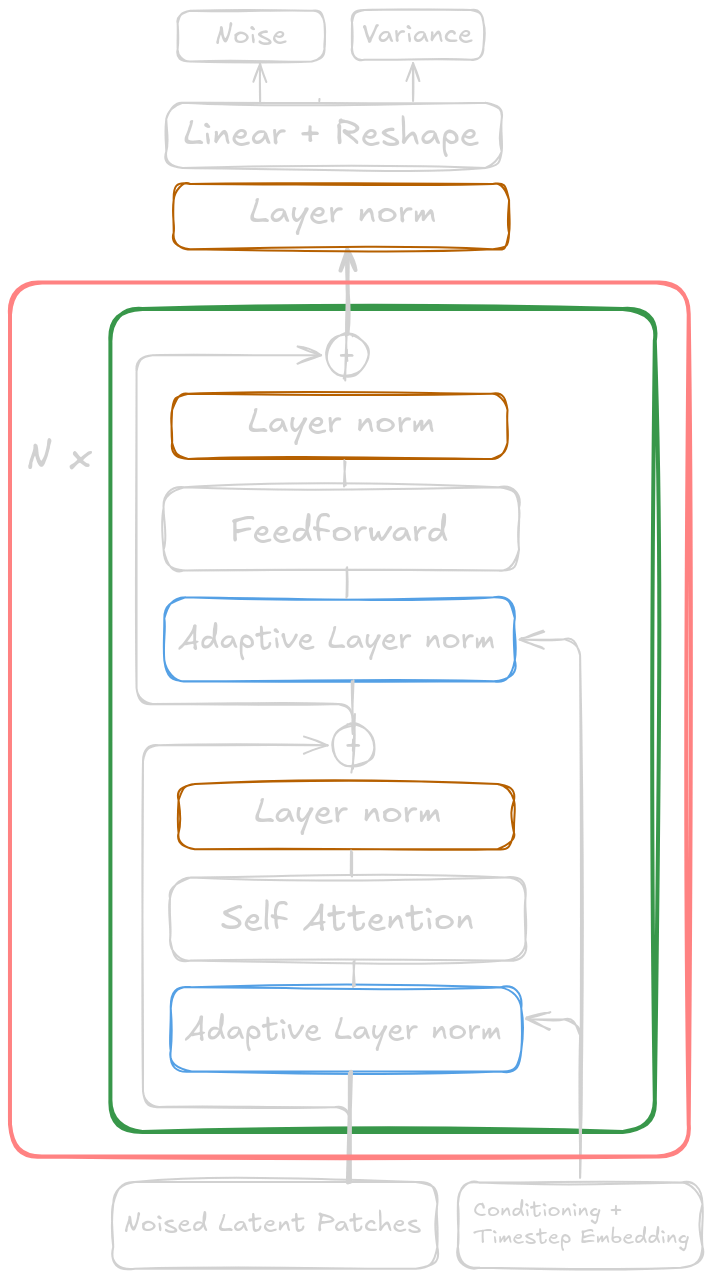 Noise
Variance
Linear + Reshape
Layer norm
+
Layer norm
N x
Feedforward
Adaptive Layer norm
+
Layer norm
Self Attention
Adaptive Layer norm
Noised Latent Patches
Conditioning +
Timestep Embedding